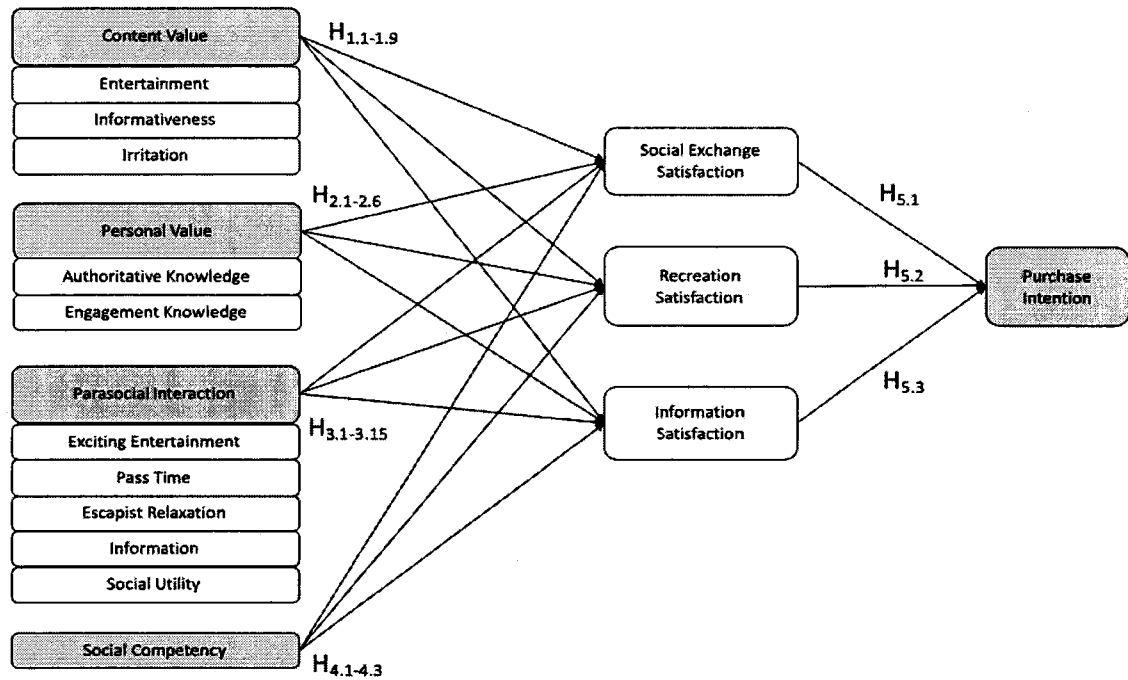 Content Value
Entertainment
Informativeness
Irritation
Personal Value
Authoritative Knowledge
Engagement Knowledge
Parasocial Interaction
Exciting Entertainment
Pass Time
Escapist Relaxation
Information
Social Utility
Social Competency
H1.1-1.9
H2.1-2.6
H3.1-3.15
H4.1-4.3
Social Exchange
Satisfaction
Recreation
Satisfaction
Information
Satisfaction
H5.1
H5.2
H5.3
Purchase
Intention